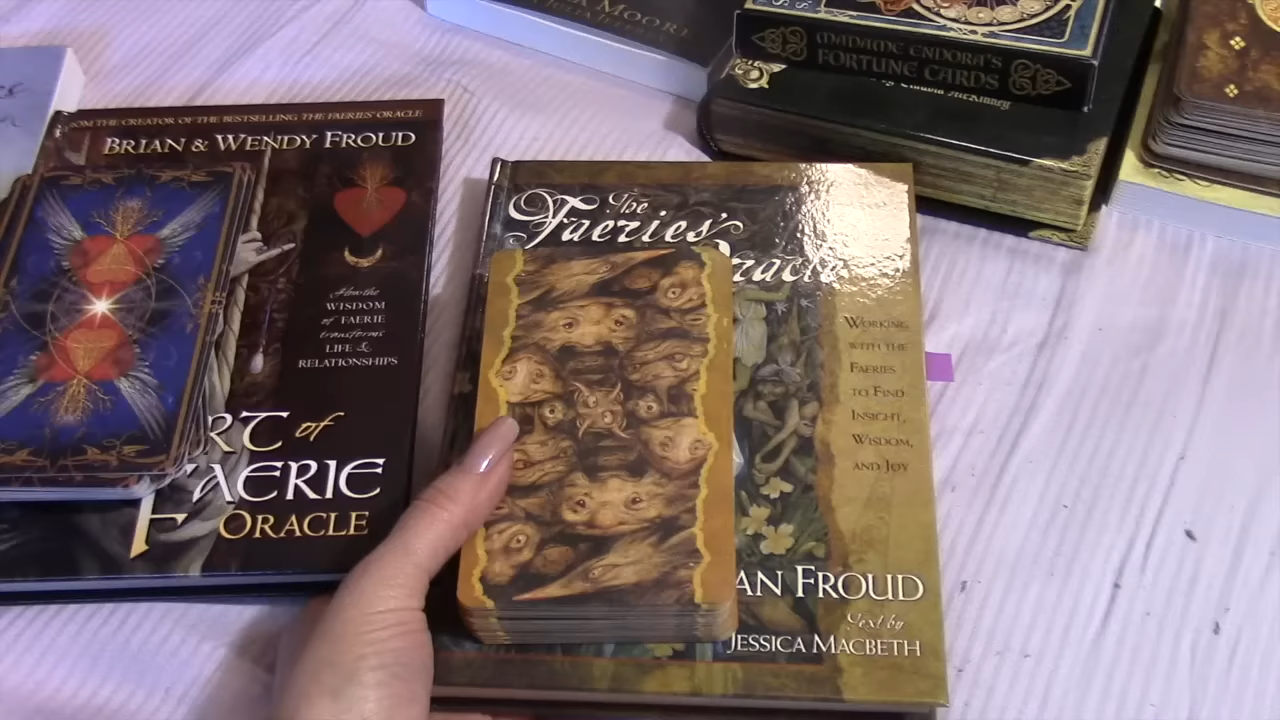 MOORE
MADAME ENDORA'S
FORTUNE CARDS
FROM THE CREATOR OF THE BESTSELLING THE FAERIES' ORACLE
BRIAN & WENDY FROUD
How the
WISDOM
of FAERIE
transforms
LIFE &
RELATIONSHIPS
RT of
FAERIE
ORACLE
The
Faeries'
Oracle
WORKING
WITH THE
FAERIES
TO FIND
INSIGHT,
WISDOM,
AND JOY
AN FROUD
Text by
JESSICA MACBETH